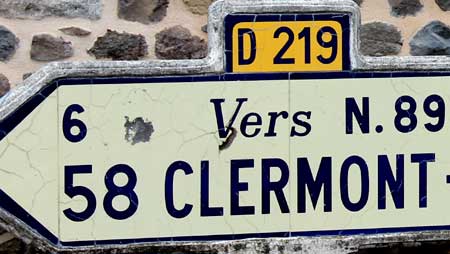 D 219
6 Vers N. 89
58 CLERMONT-